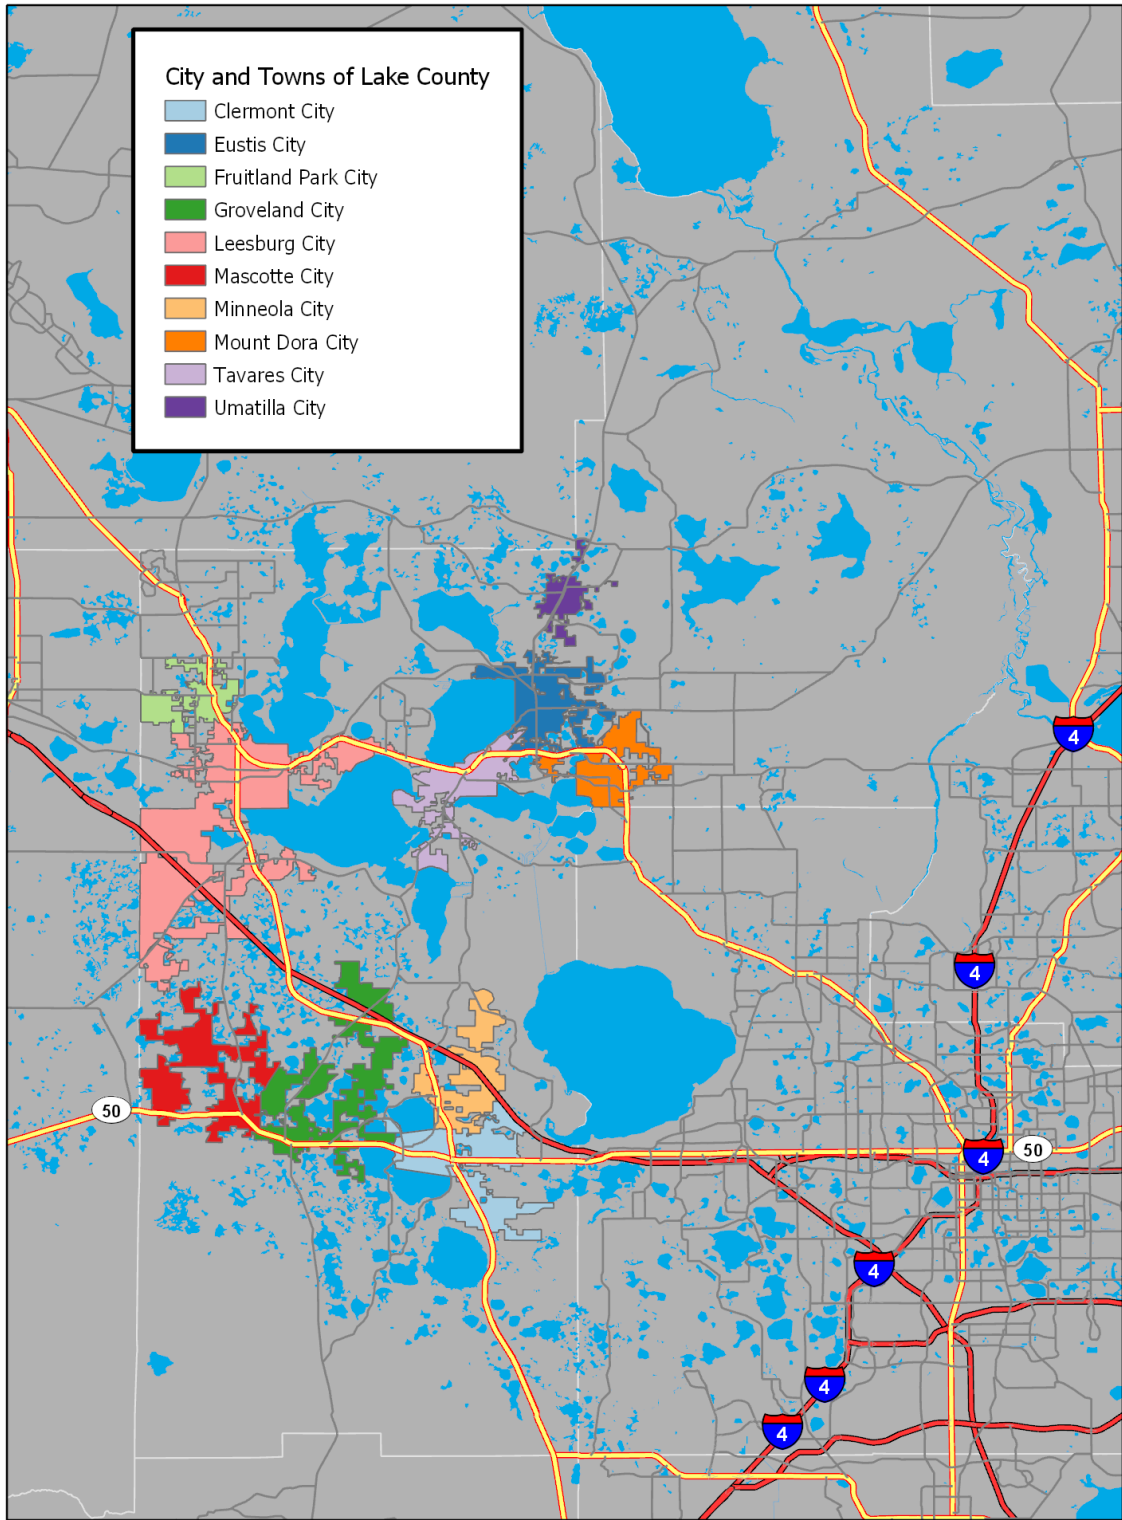 City and Towns of Lake County
Clermont City
Eustis City
Fruitland Park City
Groveland City
Leesburg City
Mascotte City
Minneola City
Mount Dora City
Tavares City
Umatilla City
4
4
50
50
4
4
4
4